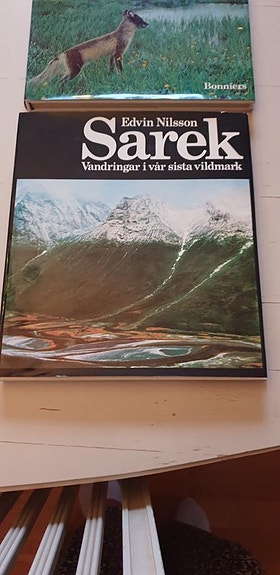 Bonniers
Edvin Nilsson
Sarek
Vandringar i vår sista vildmark